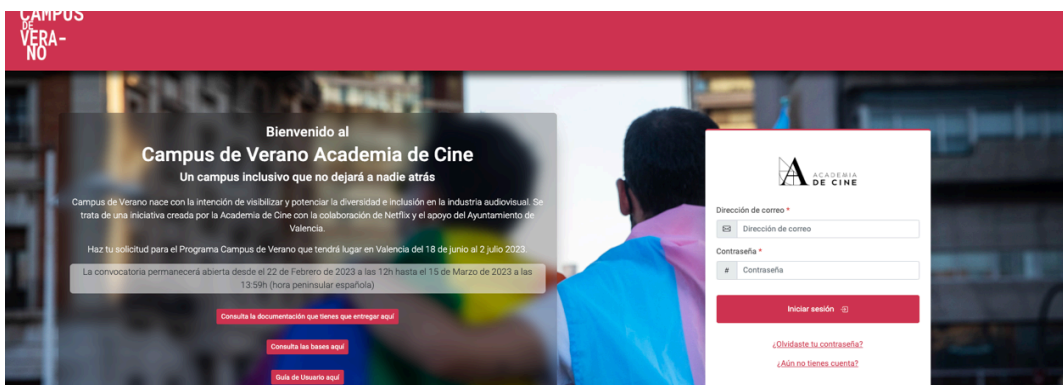 CAMPUS
DE
VERA-
NO
Bienvenido al
Campus de Verano Academia de Cine
Un campus inclusivo que no dejará a nadie atrás
Campus de Verano nace con la intención de visibilizar y potenciar la diversidad e inclusión en la industria audiovisual. Se
trata de una iniciativa creada por la Academia de Cine con la colaboración de Netflix y el apoyo del Ayuntamiento de
Valencia.
Haz tu solicitud para el Programa Campus de Verano que tendrá lugar en Valencia del 18 de junio al 2 julio 2023.
La convocatoria permanecerá abierta desde el 22 de Febrero de 2023 a las 12h hasta el 15 de Marzo de 2023 a las
13:59h (hora peninsular española)
Consulta la documentación que tienes que entregar aquí
Consulta las bases aquí
Guía de Usuario aquí
ACADEMIA
DE CINE
Dirección de correo *
Dirección de correo
Contraseña *
# Contraseña
Iniciar sesión
¿Olvidaste tu contraseña?
¿Aún no tienes cuenta?